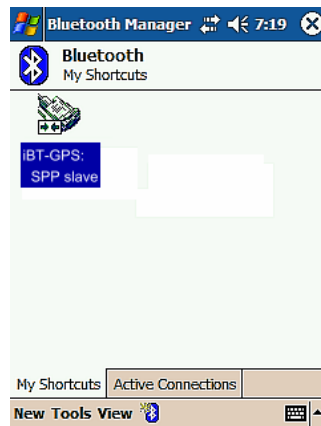 Bluetooth Manager 7:19
Bluetooth
My Shortcuts
iBT-GPS:
SPP slave
My Shortcuts Active Connections
New Tools View